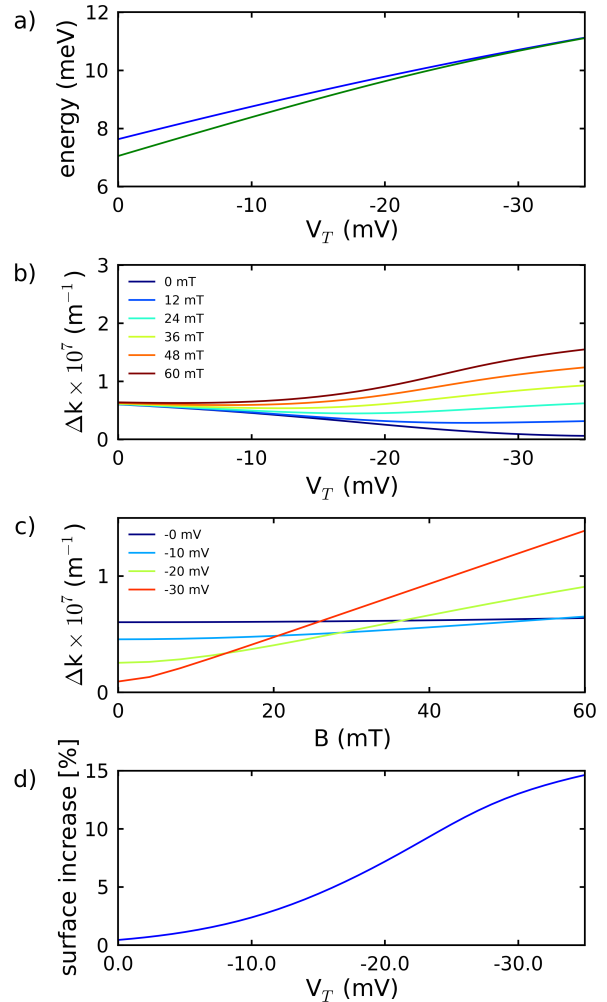 a)
energy (meV)
12
10
8
6
0 -10 -20 -30
V_T (mV)
b)
Δk × 10^7 (m^−1)
3
2
1
0
0 mT
12 mT
24 mT
36 mT
48 mT
60 mT
0 -10 -20 -30
V_T (mV)
c)
Δk × 10^7 (m^−1)
1
0
-0 mV
-10 mV
-20 mV
-30 mV
0 20 40 60
B (mT)
d)
surface increase [%]
15
10
5
0
0.0 -10.0 -20.0 -30.0
V_T (mV)